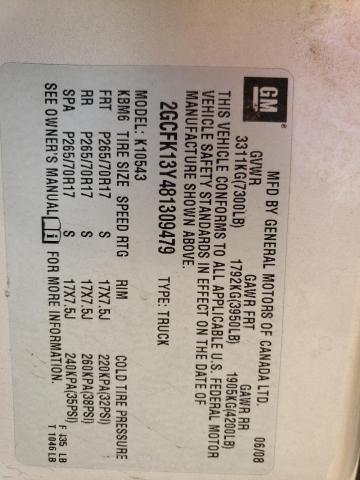 GM
MFD BY GENERAL MOTORS OF CANADA LTD. 06/08
GVWR GAWR FRT GAWR RR
3311KG(7300LB) 1792KG(3950LB) 1905KG(4200LB)
THIS VEHICLE CONFORMS TO ALL APPLICABLE U.S. FEDERAL MOTOR
VEHICLE SAFETY STANDARDS IN EFFECT ON THE DATE OF
MANUFACTURE SHOWN ABOVE.
2GCFK13Y481309479 TYPE: TRUCK
MODEL: K10543
KBM6 TIRE SIZE SPEED RTG RIM COLD TIRE PRESSURE
FRT P265/70R17 S 17X7.5J 220KPA(32PSI)
RR P265/70R17 S 17X7.5J 260KPA(38PSI)
SPA P265/70R17 S 17X7.5J 240KPA(35PSI)
SEE OWNER'S MANUAL FOR MORE INFORMATION.
F 435 LB
T 1046 LB